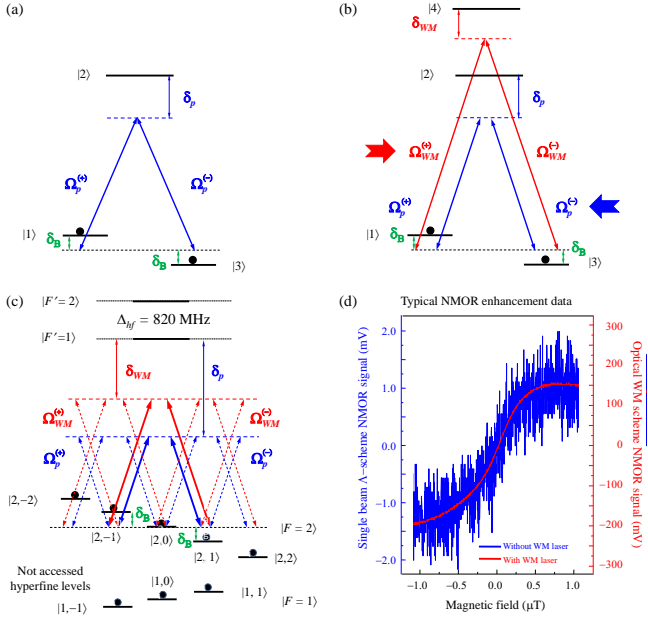 (a)
|2⟩
δp
Ωp(+)
Ωp(−)
|1⟩
δB
δB
|3⟩
(b)
|4⟩
δWM
|2⟩
δp
ΩWM(+)
ΩWM(−)
Ωp(+)
Ωp(−)
|1⟩
δB
δB
|3⟩
(c)
|F′= 2⟩
Δhf = 820 MHz
|F′=1⟩
δWM
δp
ΩWM(+)
ΩWM(−)
Ωp(+)
Ωp(−)
|2,−2⟩
|2,−1⟩
δB
|2,0⟩
δB
|2, 1⟩
|F = 2⟩
|2,2⟩
Not accessed
hyperfine levels
|1,−1⟩
|1,0⟩
|1, 1⟩
|F = 1⟩
(d)
Typical NMOR enhancement data
Single beam Λ−scheme NMOR signal (mV)
2.0
1.0
0.0
-1.0
-2.0
300
200
100
0
-100
-200
-300
Optical WM scheme NMOR signal (mV)
Without WM laser
With WM laser
-1.0
-0.5
0.0
0.5
1.0
Magnetic field (μT)